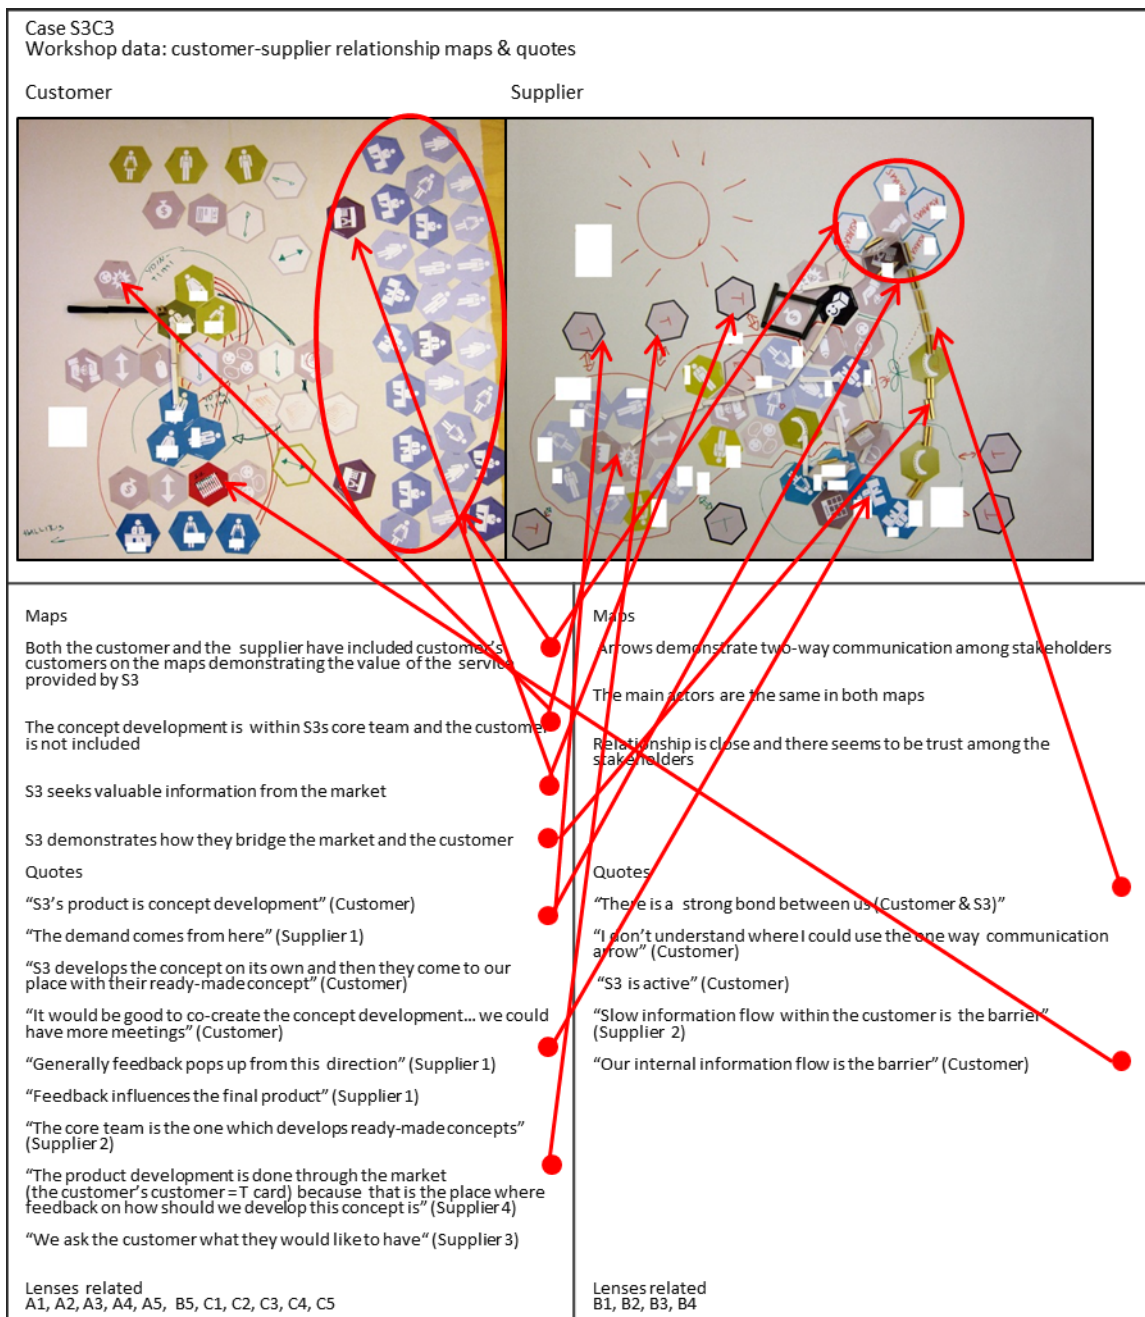 Case S3C3
Workshop data: customer-supplier relationship maps & quotes
Customer
Supplier
T
T
T
T
T
T
Maps
Both the customer and the supplier have included customer's
customers on the maps demonstrating the value of the service
provided by S3
The concept development is within S3s core team and the customer
is not included
S3 seeks valuable information from the market
S3 demonstrates how they bridge the market and the customer
Quotes
“S3’s product is concept development” (Customer)
“The demand comes from here” (Supplier 1)
“S3 develops the concept on its own and then they come to our
place with their ready-made concept” (Customer)
“It would be good to co-create the concept development... we could
have more meetings” (Customer)
“Generally feedback pops up from this direction” (Supplier 1)
“Feedback influences the final product” (Supplier 1)
“The core team is the one which develops ready-made concepts”
(Supplier 2)
“The product development is done through the market
(the customer’s customer = T card) because that is the place where
feedback on how should we develop this concept is” (Supplier 4)
“We ask the customer what they would like to have“ (Supplier 3)
Lenses related
A1, A2, A3, A4, A5, B5, C1, C2, C3, C4, C5
Maps
Arrows demonstrate two-way communication among stakeholders
The main actors are the same in both maps
Relationship is close and there seems to be trust among the
stakeholders
Quotes
“There is a strong bond between us (Customer & S3)”
“I don’t understand where I could use the one way communication
arrow” (Customer)
“S3 is active” (Customer)
“Slow information flow within the customer is the barrier”
(Supplier 2)
“Our internal information flow is the barrier” (Customer)
Lenses related
B1, B2, B3, B4